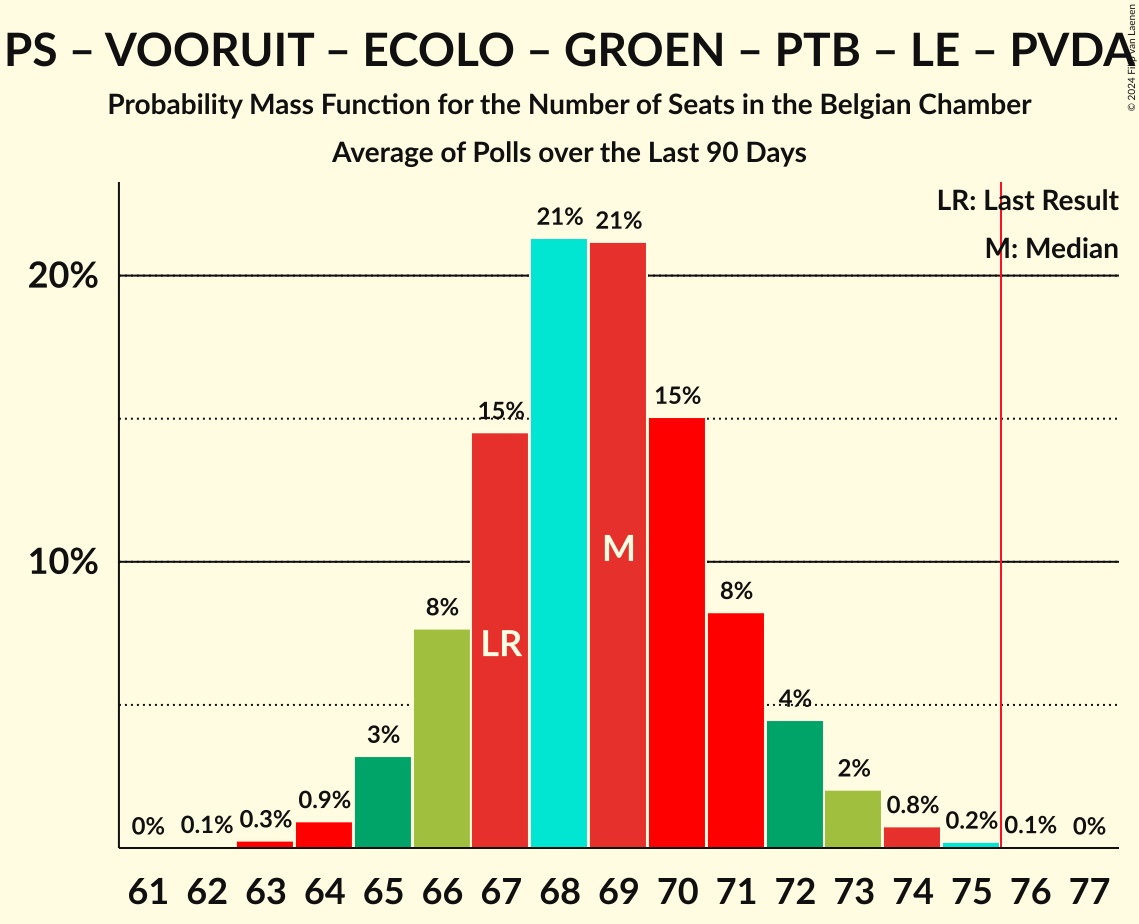 PS – VOORUIT – ECOLO – GROEN – PTB – LE – PVDA
© 2024 Filip van Laenen
Probability Mass Function for the Number of Seats in the Belgian Chamber
Average of Polls over the Last 90 Days
LR: Last Result
M: Median
20%
10%
0% 0.1% 0.3% 0.9% 3% 8% 15% 21% 21% 15% 8% 4% 2% 0.8% 0.2% 0.1% 0%
LR
M
61 62 63 64 65 66 67 68 69 70 71 72 73 74 75 76 77